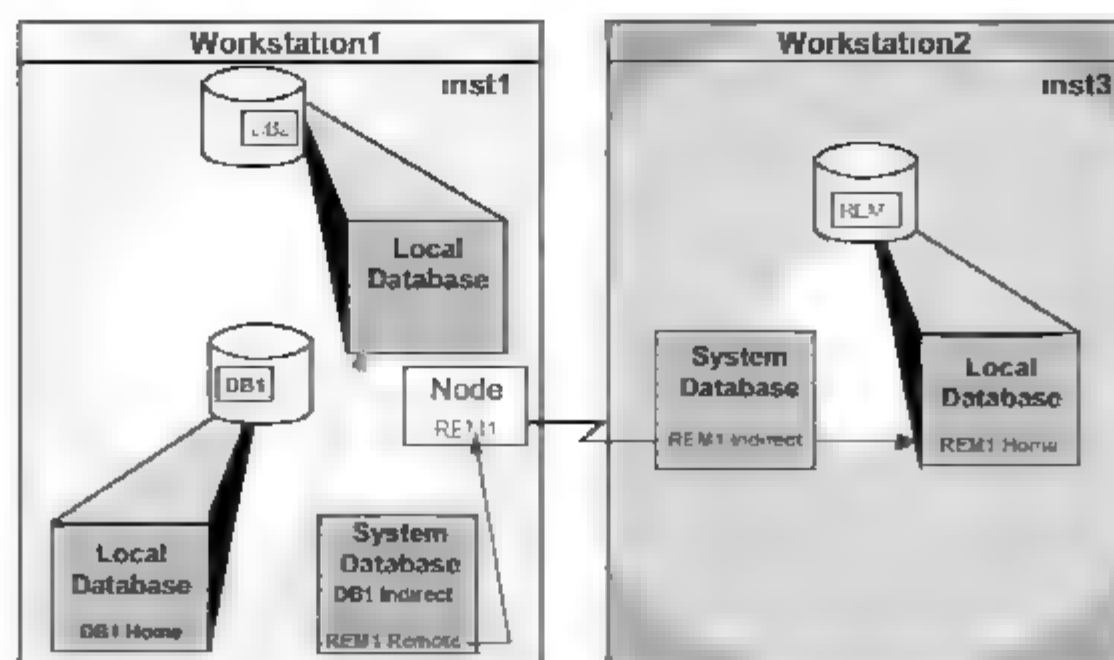 Workstation1
inst1
Local
Database
DB1
Node
REM1
Local
Database
DB1 Home
System
Database
DB1 Indirect
REM1 Remote
Workstation2
inst3
System
Database
REM1 Indirect
Local
Database
REM1 Home